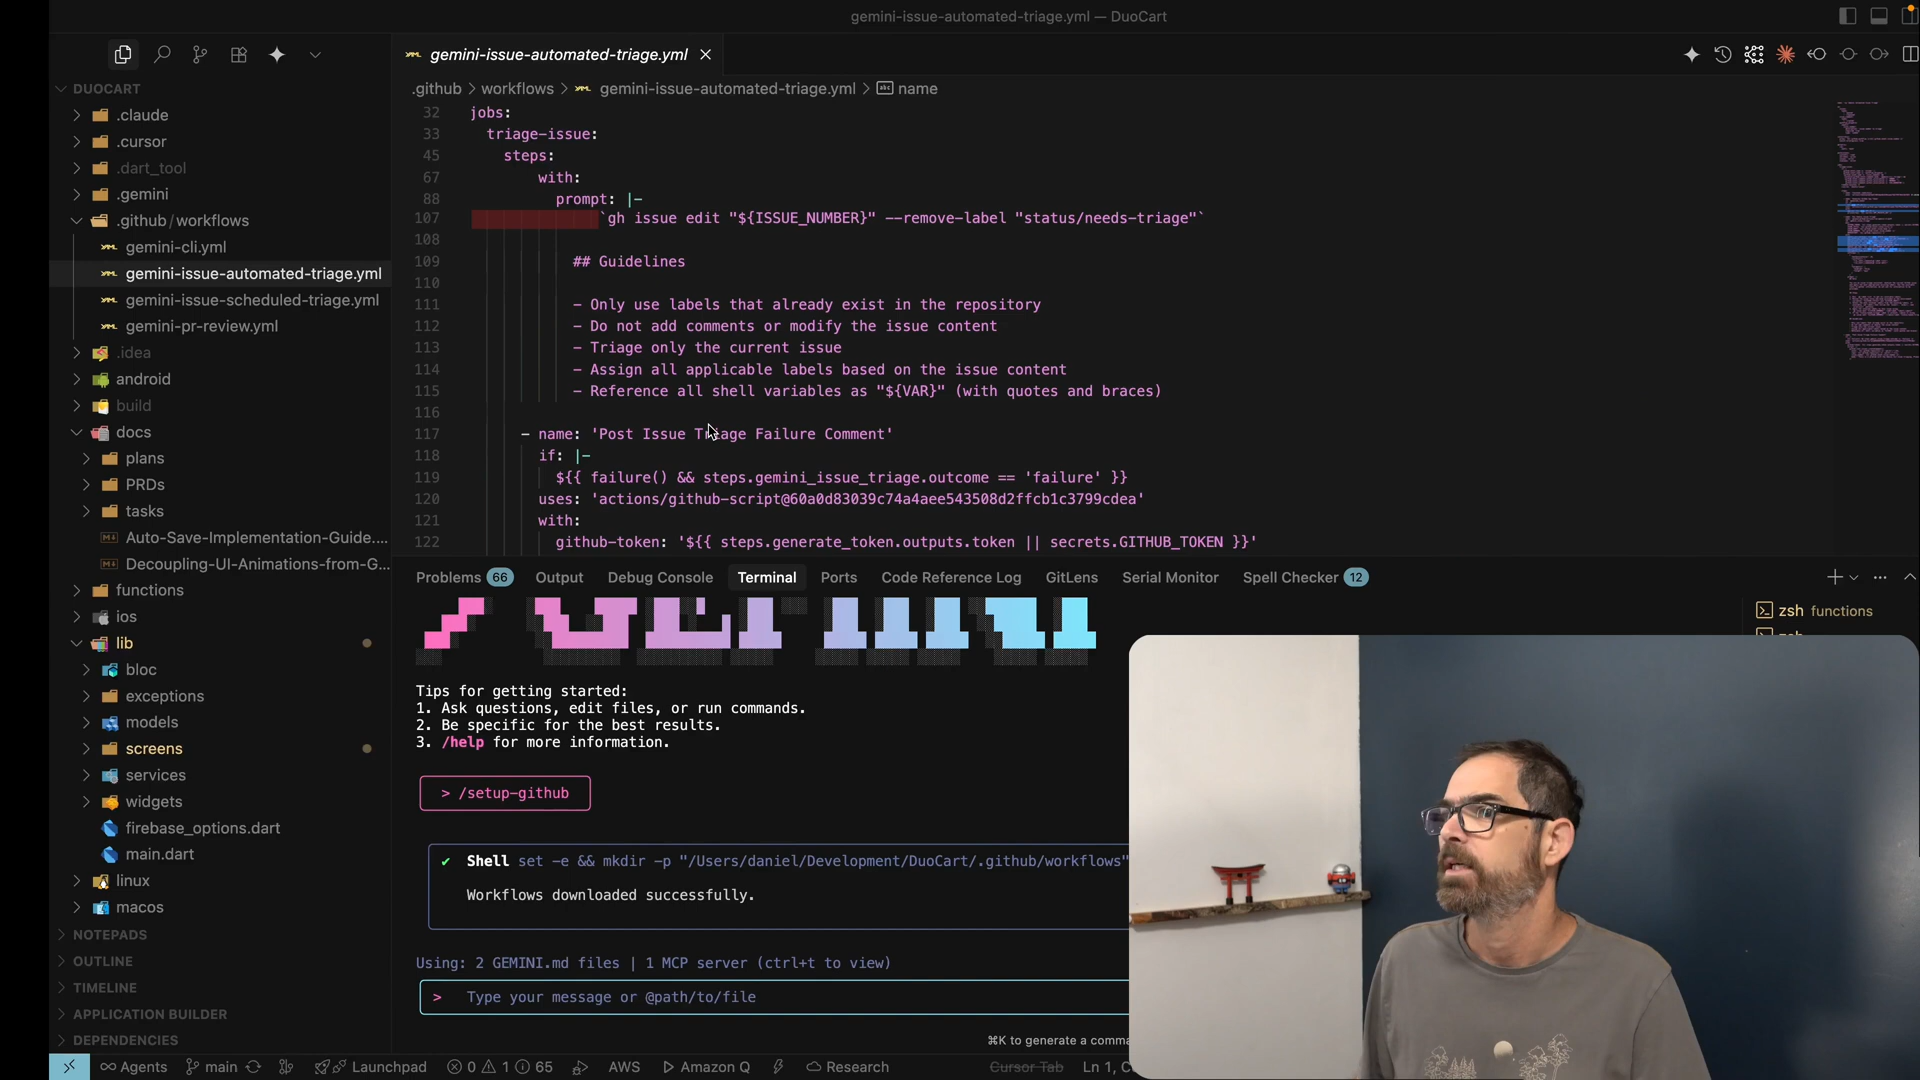 gemini-issue-automated-triage.yml — DuoCart
gemini-issue-automated-triage.yml
.github > workflows > gemini-issue-automated-triage.yml > name
DUOCART
.claude
.cursor
.dart_tool
.gemini
.github/workflows
gemini-cli.yml
gemini-issue-automated-triage.yml
gemini-issue-scheduled-triage.yml
gemini-pr-review.yml
.idea
android
build
docs
plans
PRDs
tasks
Auto-Save-Implementation-Guide....
Decoupling-UI-Animations-from-G...
functions
ios
lib
bloc
exceptions
models
screens
services
widgets
firebase_options.dart
main.dart
linux
macos
NOTEPADS
OUTLINE
TIMELINE
APPLICATION BUILDER
DEPENDENCIES
32 jobs:
33 triage-issue:
45 steps:
67 with:
88 prompt: |-
107 `gh issue edit "${ISSUE_NUMBER}" --remove-label "status/needs-triage"`
108
109 ## Guidelines
110
111 - Only use labels that already exist in the repository
112 - Do not add comments or modify the issue content
113 - Triage only the current issue
114 - Assign all applicable labels based on the issue content
115 - Reference all shell variables as "${VAR}" (with quotes and braces)
116
117 - name: 'Post Issue Triage Failure Comment'
118 if: |-
119 ${{ failure() && steps.gemini_issue_triage.outcome == 'failure' }}
120 uses: 'actions/github-script@60a0d83039c74a4aee543508d2ffcb1c3799cdea'
121 with:
122 github-token: '${{ steps.generate_token.outputs.token || secrets.GITHUB_TOKEN }}'
Problems 66 Output Debug Console Terminal Ports Code Reference Log GitLens Serial Monitor Spell Checker 12
zsh functions
Tips for getting started:
1. Ask questions, edit files, or run commands.
2. Be specific for the best results.
3. /help for more information.
> /setup-github
✔ Shell set -e && mkdir -p "/Users/daniel/Development/DuoCart/.github/workflows"
Workflows downloaded successfully.
Using: 2 GEMINI.md files | 1 MCP server (ctrl+t to view)
> Type your message or @path/to/file
⌘K to generate a comma
Agents main Launchpad 0 1 65 AWS Amazon Q Research Cursor Tab Ln 1, C